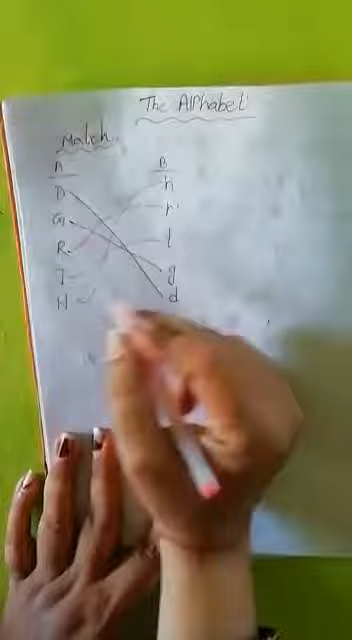 The Alphabet
Match
A B
D h
G r
R l
I g
H d